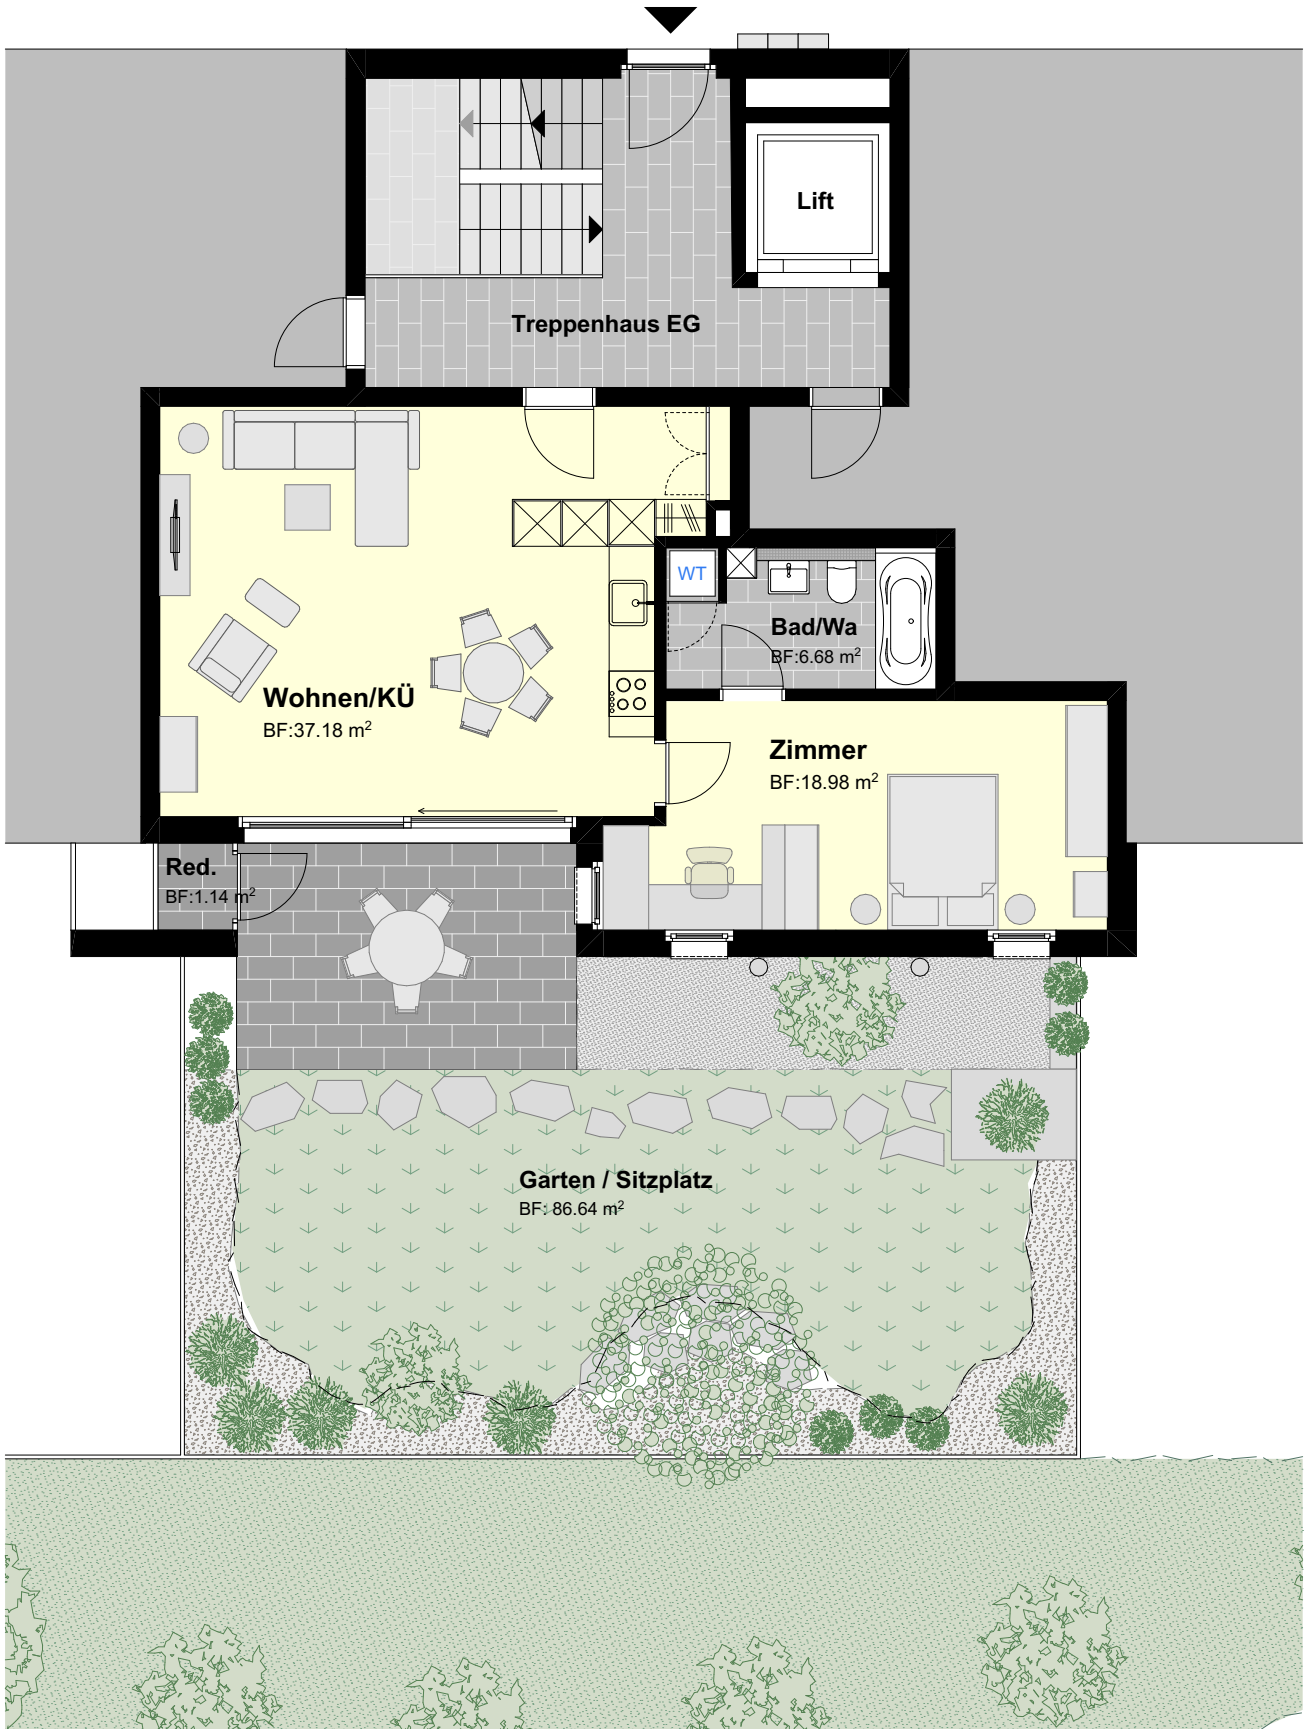 Lift
Treppenhaus EG
WT
Bad/Wa
BF:6.68 m²
Wohnen/KÜ
BF:37.18 m²
Zimmer
BF:18.98 m²
Red.
BF:1.14 m²
Garten / Sitzplatz
BF: 86.64 m²